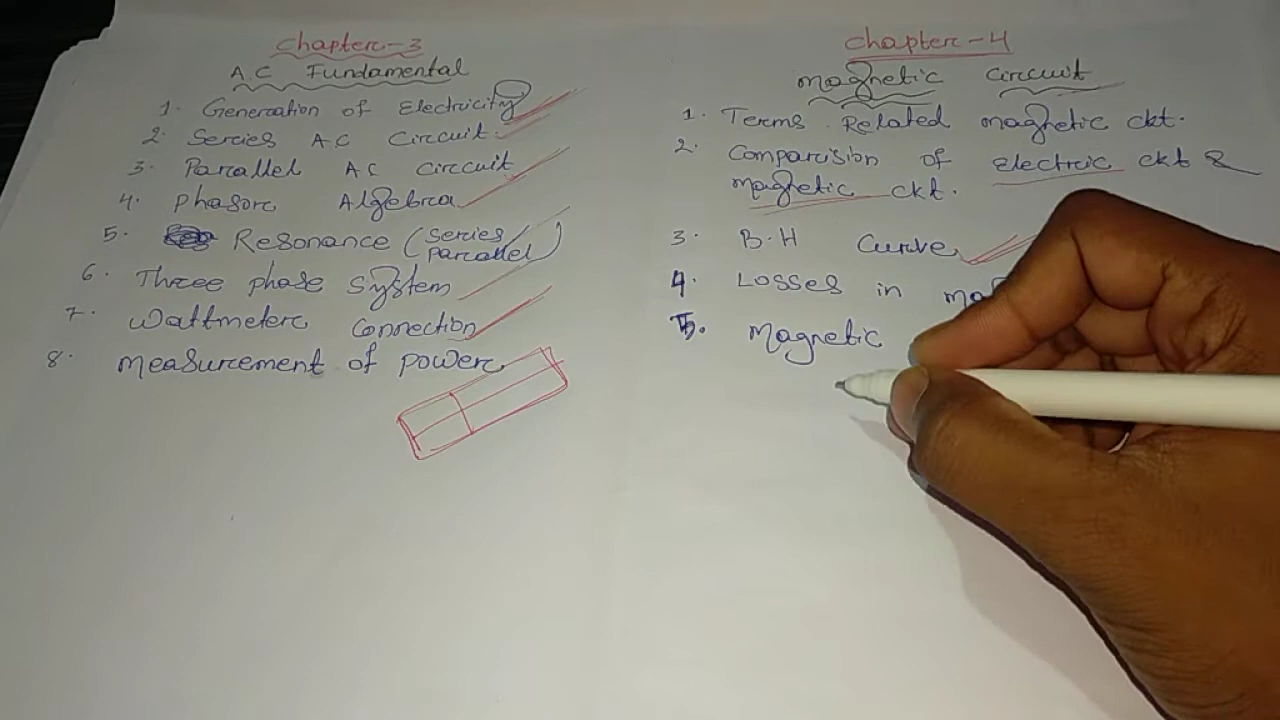 Chapter-3
A.C Fundamental
1. Generation of Electricity
2. Series A.C Circuit.
3. Parallel AC circuit
4. Phasor Algebra
5. Resonance (Series/
Parallel)
6. Three phase system
7. Wattmeter Connection
8. Measurement of power
Chapter-4
Magnetic Circuit
1. Terms Related magnetic ckt.
2. Comparision of electric ckt &
magnetic ckt.
3. B.H Curve
4. Losses in
5. Magnetic